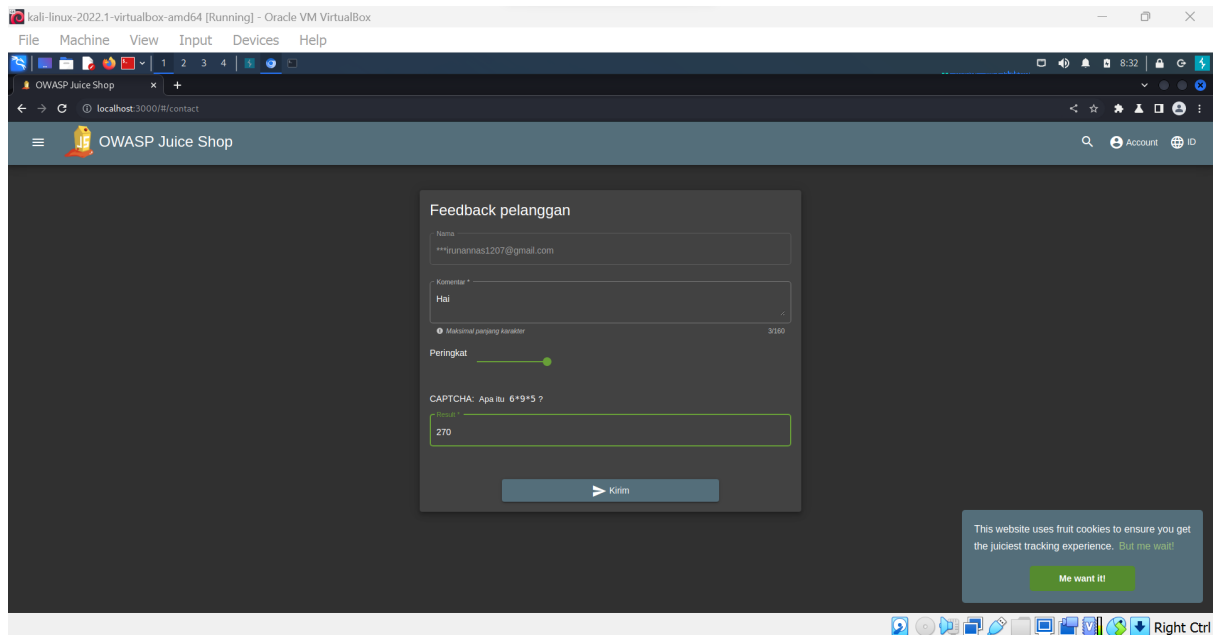 kali-linux-2022.1-virtualbox-amd64 [Running] - Oracle VM VirtualBox
File Machine View Input Devices Help
1 2 3 4 8:32
OWASP Juice Shop
localhost:3000/#/contact
OWASP Juice Shop Account ID
Feedback pelanggan
Nama
***irunannas1207@gmail.com
Komentar *
Hai
Maksimal panjang karakter 3/160
Peringkat
CAPTCHA: Apa itu 6*9*5 ?
Result *
270
Kirim
This website uses fruit cookies to ensure you get
the juiciest tracking experience. But me wait!
Me want it!
Right Ctrl